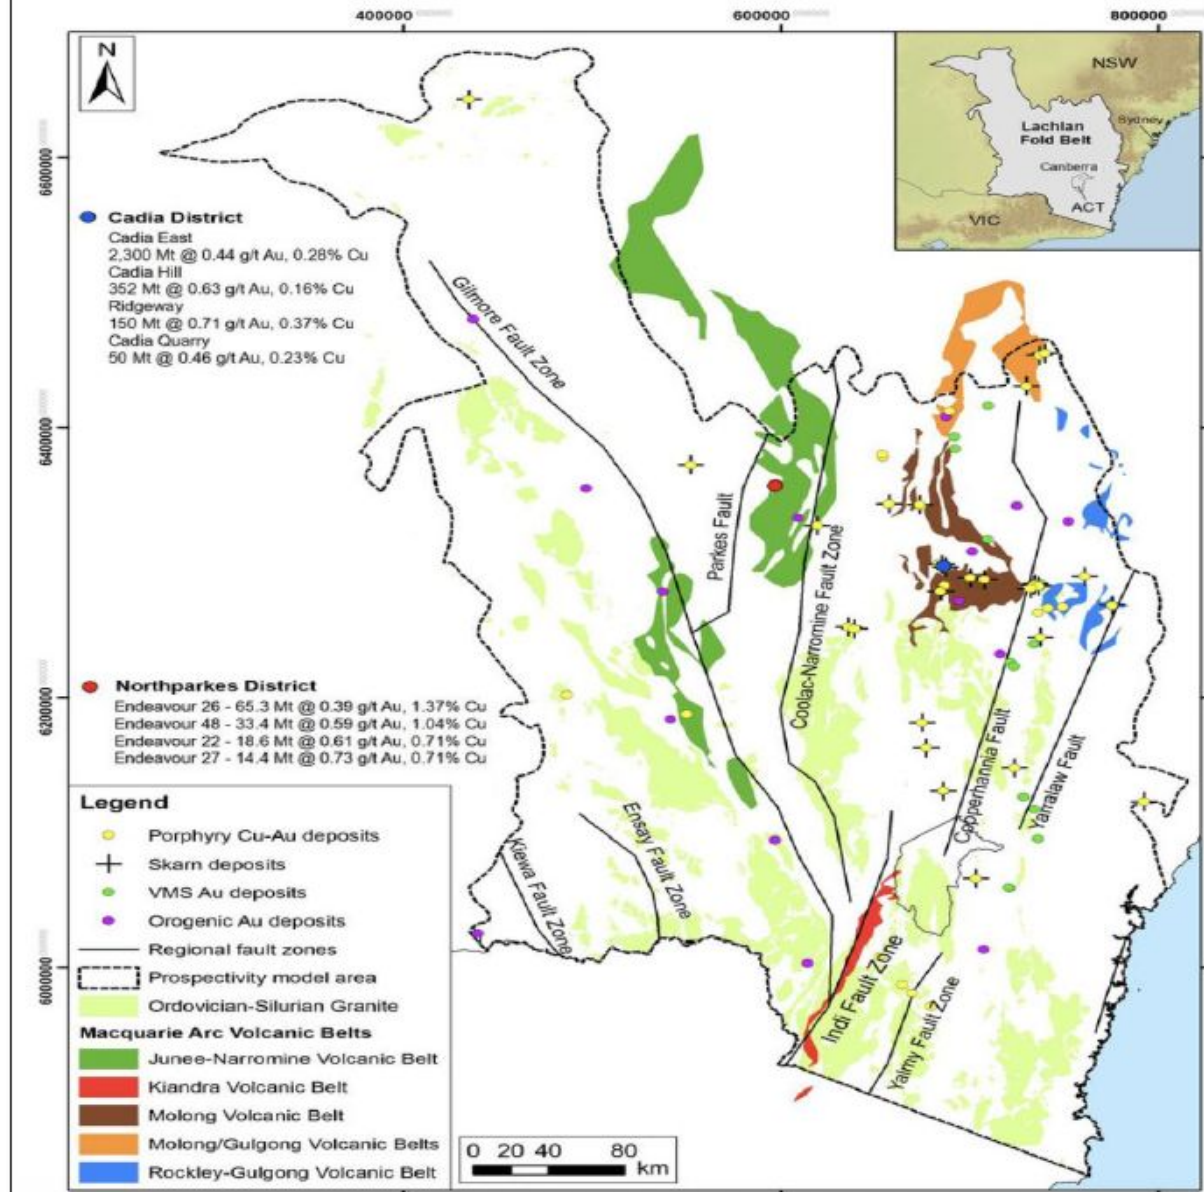 400000
600000
800000
N
NSW
Sydney
Lachlan
Fold Belt
Canberra
ACT
VIC
6600000
6400000
6200000
6000000
Cadia District
Cadia East
2,300 Mt @ 0.44 g/t Au, 0.28% Cu
Cadia Hill
352 Mt @ 0.63 g/t Au, 0.16% Cu
Ridgeway
150 Mt @ 0.71 g/t Au, 0.37% Cu
Cadia Quarry
50 Mt @ 0.46 g/t Au, 0.23% Cu
Gilmore Fault Zone
Parkes Fault
Coolac-Narromine Fault Zone
Copperhannia Fault
Yarralaw Fault
Northparkes District
Endeavour 26 - 65.3 Mt @ 0.39 g/t Au, 1.37% Cu
Endeavour 48 - 33.4 Mt @ 0.59 g/t Au, 1.04% Cu
Endeavour 22 - 18.6 Mt @ 0.61 g/t Au, 0.71% Cu
Endeavour 27 - 14.4 Mt @ 0.73 g/t Au, 0.71% Cu
Kiewa Fault Zone
Ensay Fault Zone
Indi Fault Zone
Yalmy Fault Zone
Legend
Porphyry Cu-Au deposits
Skarn deposits
VMS Au deposits
Orogenic Au deposits
Regional fault zones
Prospectivity model area
Ordovician-Silurian Granite
Macquarie Arc Volcanic Belts
Junee-Narromine Volcanic Belt
Kiandra Volcanic Belt
Molong Volcanic Belt
Molong/Gulgong Volcanic Belts
Rockley-Gulgong Volcanic Belt
0 20 40 80
km